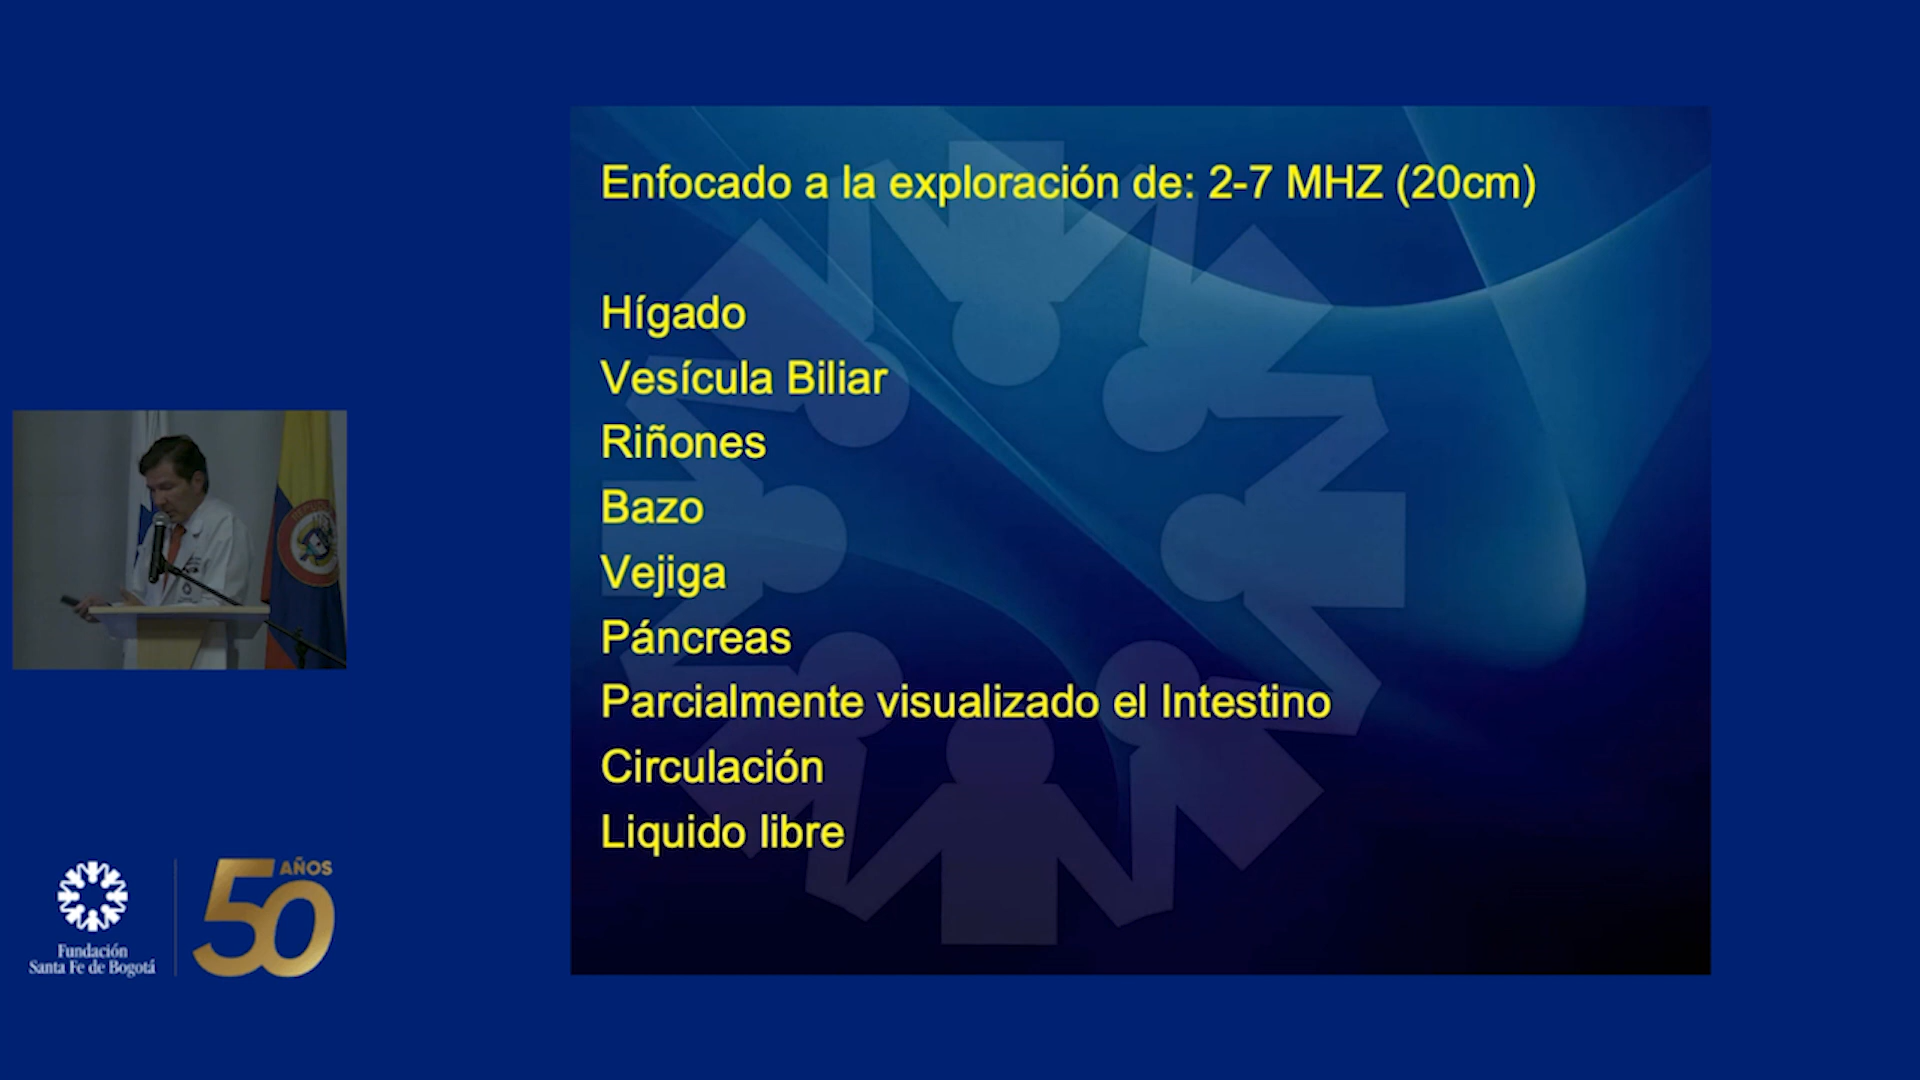 Enfocado a la exploración de: 2-7 MHZ (20cm)
Hígado
Vesícula Biliar
Riñones
Bazo
Vejiga
Páncreas
Parcialmente visualizado el Intestino
Circulación
Liquido libre
Fundación
Santa Fe de Bogotá
50 AÑOS